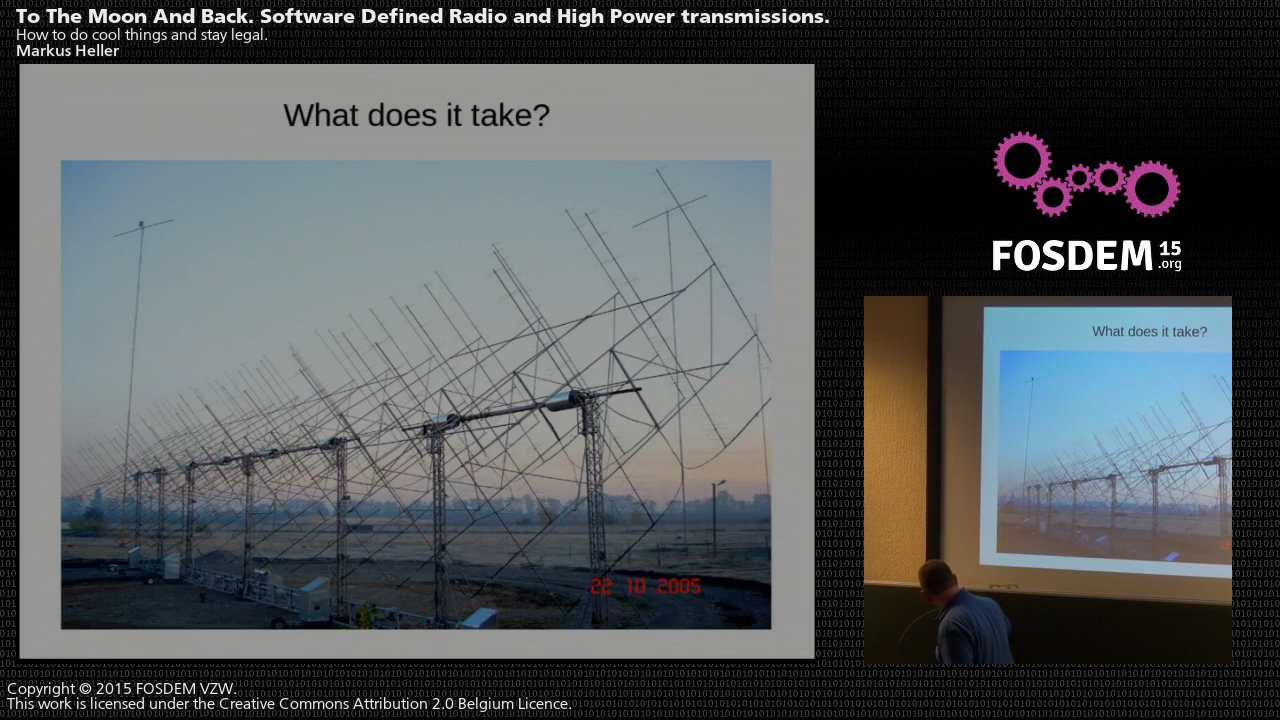 To The Moon And Back. Software Defined Radio and High Power transmissions.
How to do cool things and stay legal.
Markus Heller
What does it take?
22 10 2005
FOSDEM 15
.org
What does it take?
Copyright © 2015 FOSDEM VZW.
This work is licensed under the Creative Commons Attribution 2.0 Belgium Licence.